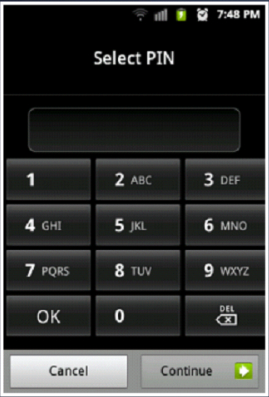 7:48 PM
Select PIN
1 2 ABC 3 DEF
4 GHI 5 JKL 6 MNO
7 PQRS 8 TUV 9 WXYZ
OK 0 DEL
Cancel Continue